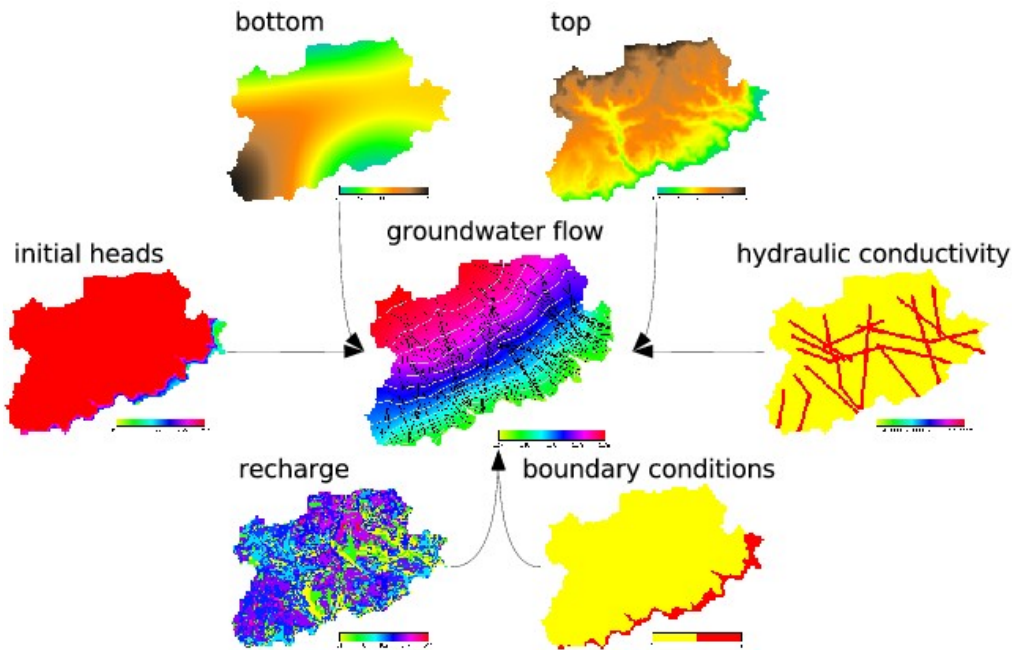 bottom
top
initial heads
groundwater flow
hydraulic conductivity
recharge
boundary conditions